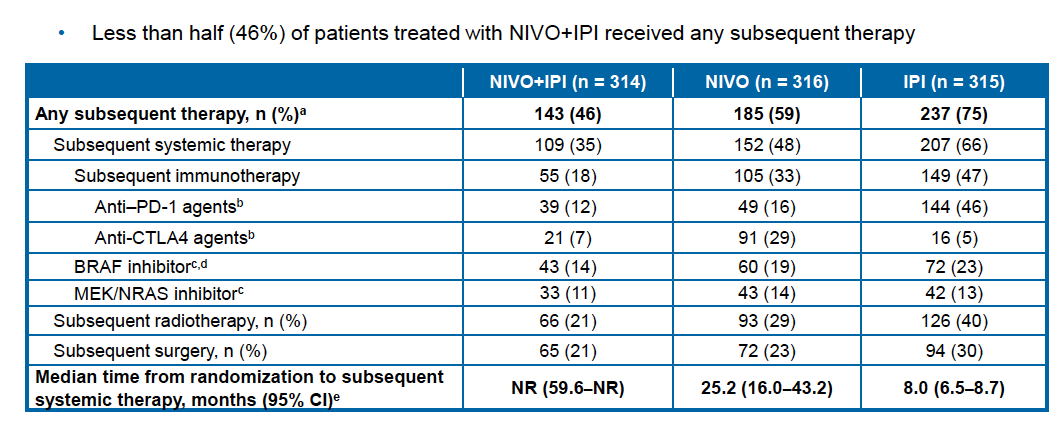 • Less than half (46%) of patients treated with NIVO+IPI received any subsequent therapy
NIVO+IPI (n = 314) NIVO (n = 316) IPI (n = 315)
Any subsequent therapy, n (%)a 143 (46) 185 (59) 237 (75)
Subsequent systemic therapy 109 (35) 152 (48) 207 (66)
Subsequent immunotherapy 55 (18) 105 (33) 149 (47)
Anti–PD-1 agentsb 39 (12) 49 (16) 144 (46)
Anti-CTLA4 agentsb 21 (7) 91 (29) 16 (5)
BRAF inhibitorc,d 43 (14) 60 (19) 72 (23)
MEK/NRAS inhibitorc 33 (11) 43 (14) 42 (13)
Subsequent radiotherapy, n (%) 66 (21) 93 (29) 126 (40)
Subsequent surgery, n (%) 65 (21) 72 (23) 94 (30)
Median time from randomization to subsequent
systemic therapy, months (95% CI)e NR (59.6–NR) 25.2 (16.0–43.2) 8.0 (6.5–8.7)